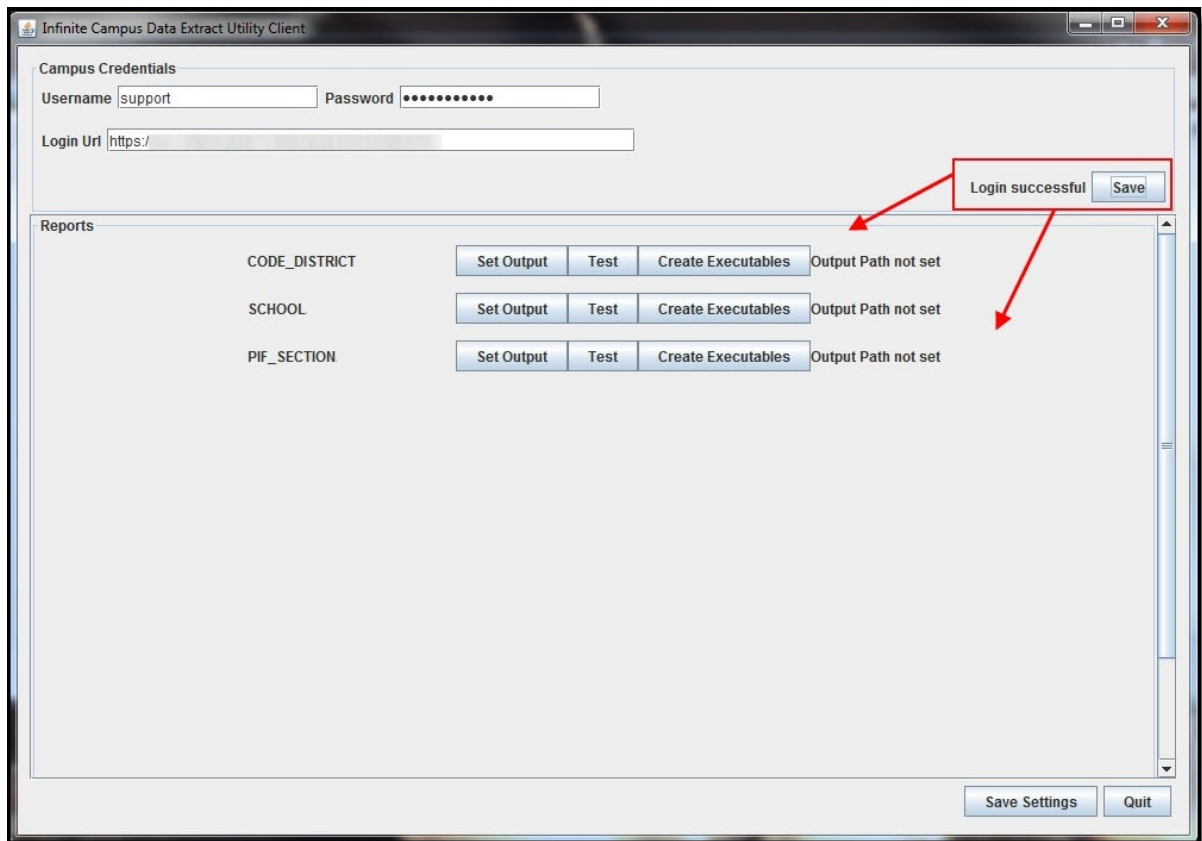 Infinite Campus Data Extract Utility Client
Campus Credentials
Username support Password •••••••••••
Login Url https:/
Login successful Save
Reports
CODE_DISTRICT Set Output Test Create Executables Output Path not set
SCHOOL Set Output Test Create Executables Output Path not set
PIF_SECTION Set Output Test Create Executables Output Path not set
Save Settings Quit